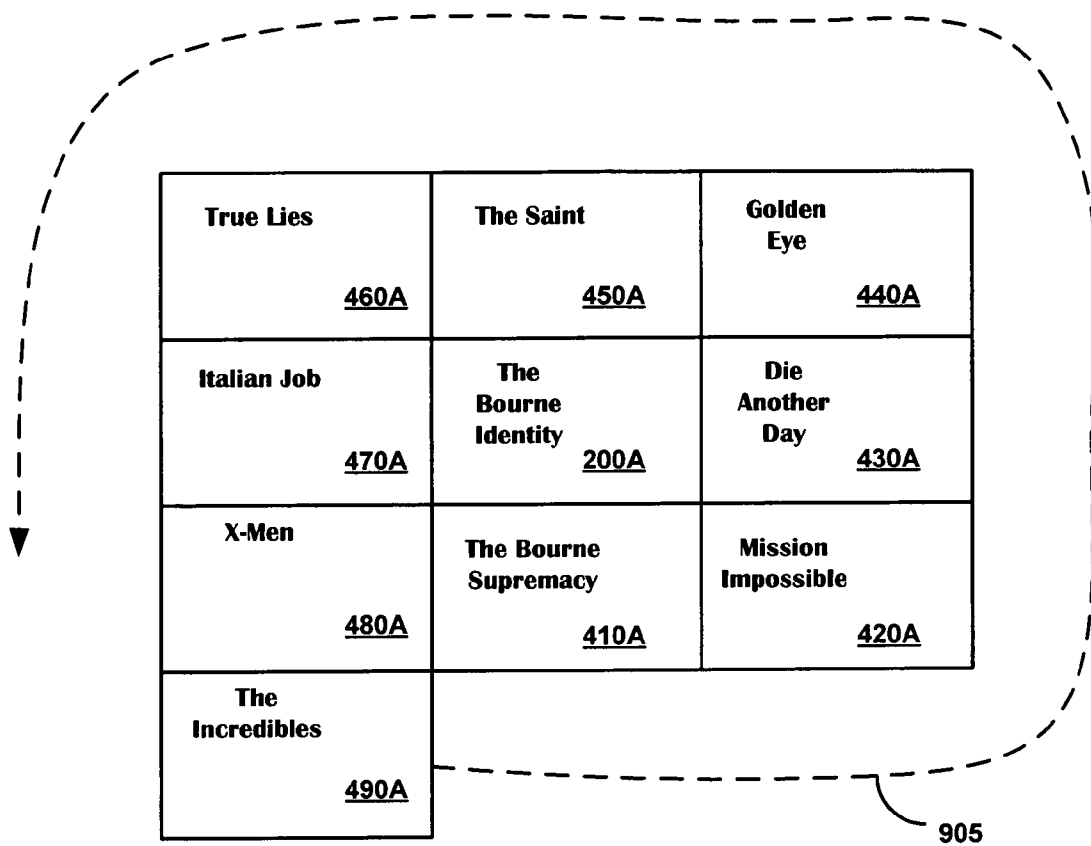 True Lies
460A
The Saint
450A
Golden
Eye
440A
Italian Job
470A
The
Bourne
Identity
200A
Die
Another
Day
430A
X-Men
480A
The Bourne
Supremacy
410A
Mission
Impossible
420A
The
Incredibles
490A
905